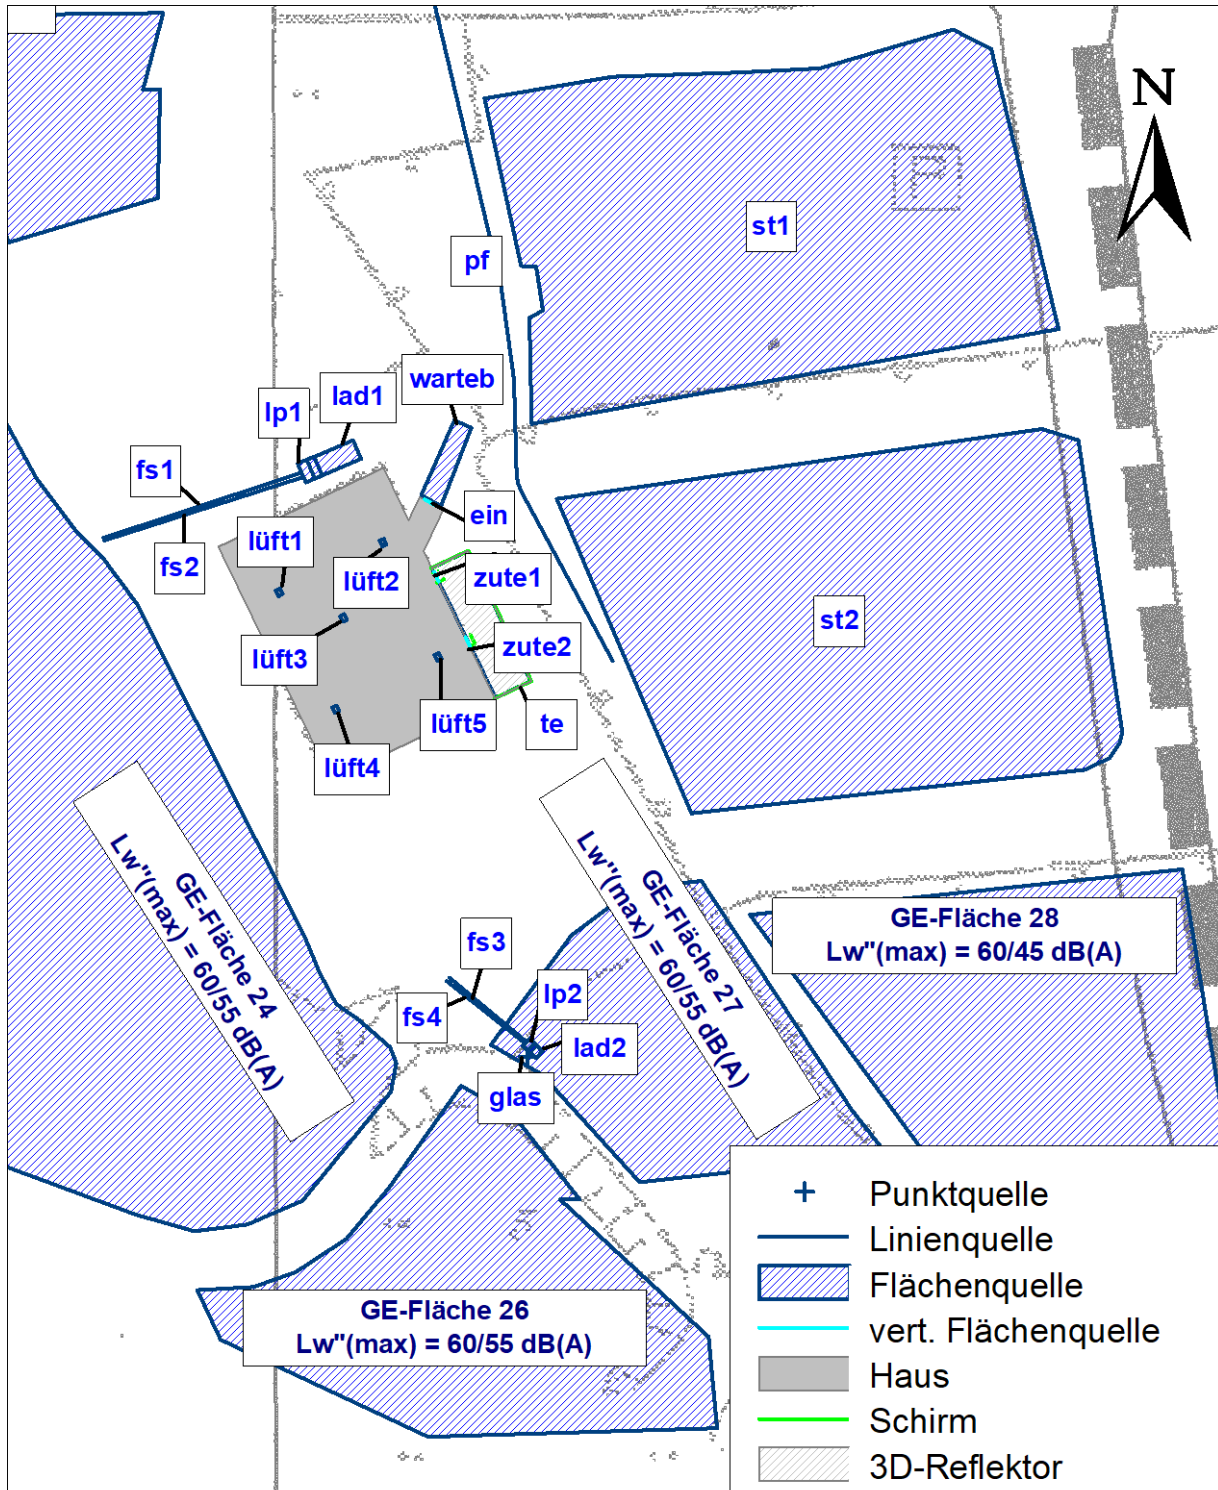 N
st1
pf
warteb
lad1
lp1
fs1
ein
lüft1
fs2
lüft2
zute1
st2
lüft3
zute2
lüft5
te
lüft4
GE-Fläche 24
Lw"(max) = 60/55 dB(A)
GE-Fläche 27
Lw"(max) = 60/55 dB(A)
GE-Fläche 28
Lw"(max) = 60/45 dB(A)
fs3
lp2
fs4
lad2
glas
GE-Fläche 26
Lw"(max) = 60/55 dB(A)
Punktquelle
Linienquelle
Flächenquelle
vert. Flächenquelle
Haus
Schirm
3D-Reflektor